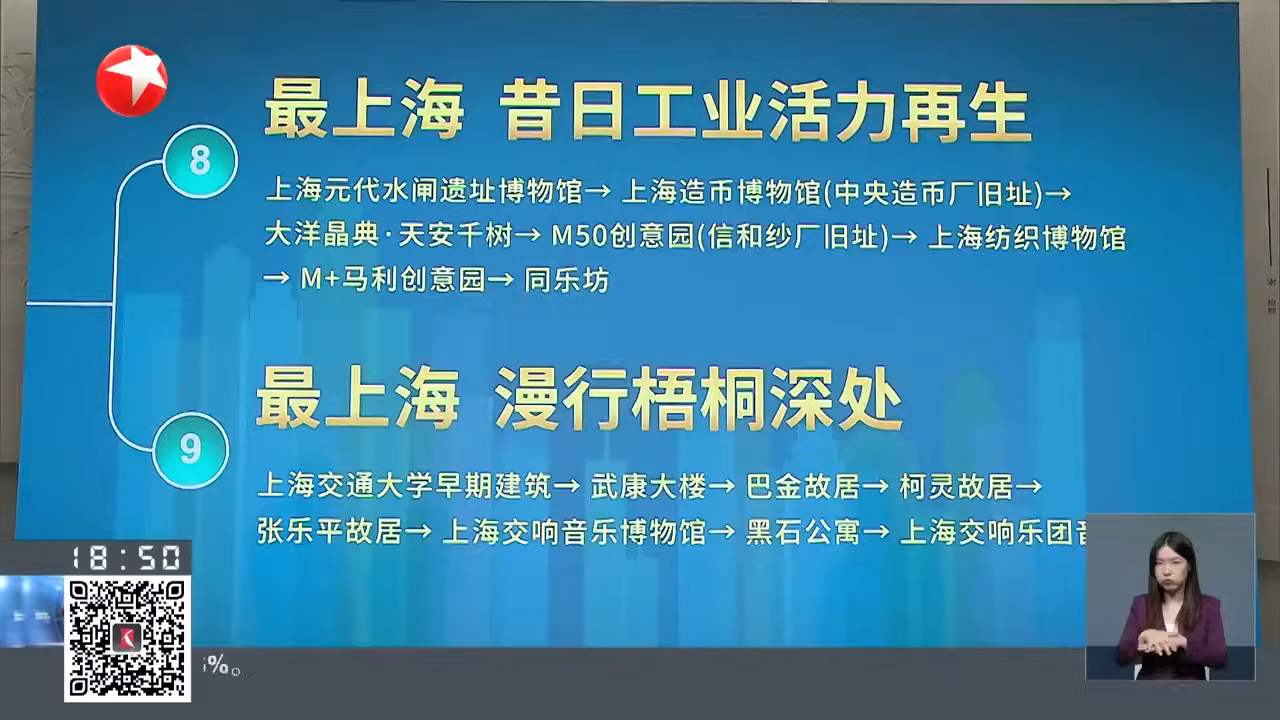 8
最上海 昔日工业活力再生
上海元代水闸遗址博物馆→ 上海造币博物馆(中央造币厂旧址)→
大洋晶典·天安千树→ M50创意园(信和纱厂旧址)→ 上海纺织博物馆
→ M+马利创意园→ 同乐坊
9
最上海 漫行梧桐深处
上海交通大学早期建筑→ 武康大楼→ 巴金故居→ 柯灵故居→
张乐平故居→ 上海交响音乐博物馆→ 黑石公寓→ 上海交响乐团
18:50
%。